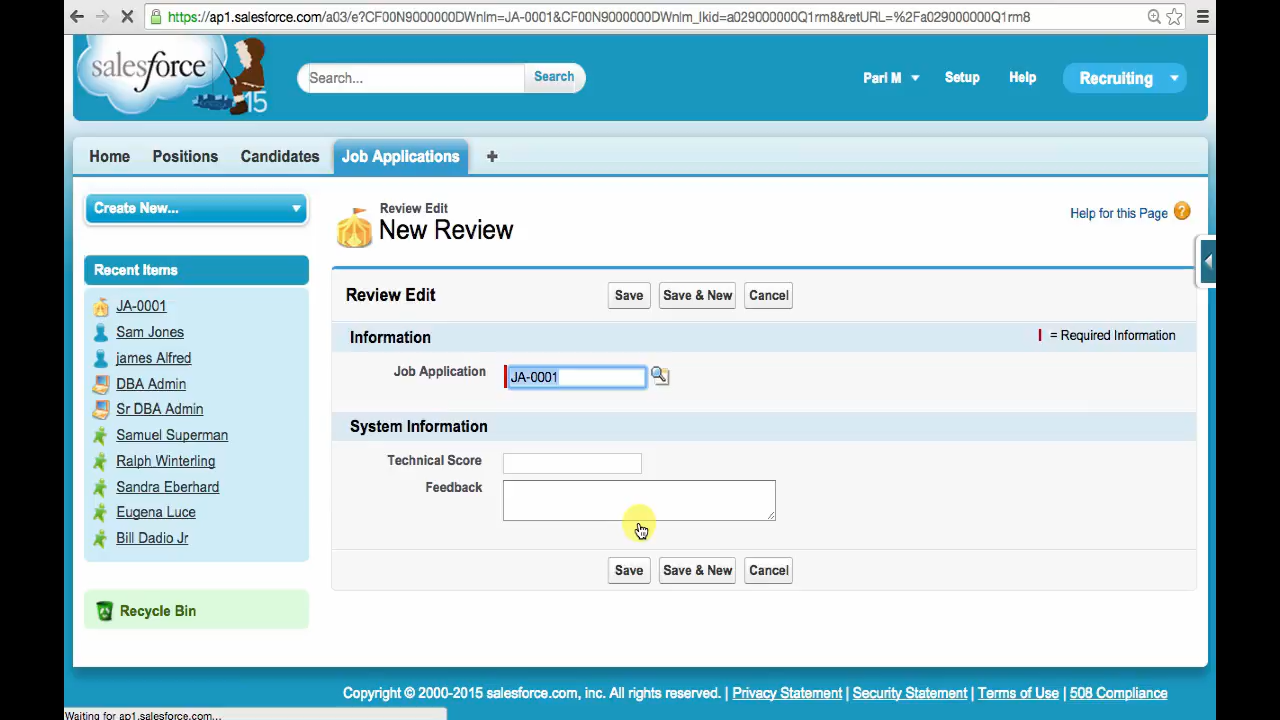 https://ap1.salesforce.com/a03/e?CF00N9000000DWnlm=JA-0001&CF00N9000000DWnlm_lkid=a029000000Q1rm8&retURL=%2Fa029000000Q1rm8
salesforce
15
Search...
Search
Parl M
Setup
Help
Recruiting
Home
Positions
Candidates
Job Applications
+
Create New...
Recent Items
JA-0001
Sam Jones
james Alfred
DBA Admin
Sr DBA Admin
Samuel Superman
Ralph Winterling
Sandra Eberhard
Eugena Luce
Bill Dadio Jr
Recycle Bin
Review Edit
New Review
Help for this Page
Review Edit
Save
Save & New
Cancel
Information
= Required Information
Job Application
JA-0001
System Information
Technical Score
Feedback
Save
Save & New
Cancel
Copyright © 2000-2015 salesforce.com, inc. All rights reserved. | Privacy Statement | Security Statement | Terms of Use | 508 Compliance
Waiting for ap1.salesforce.com...